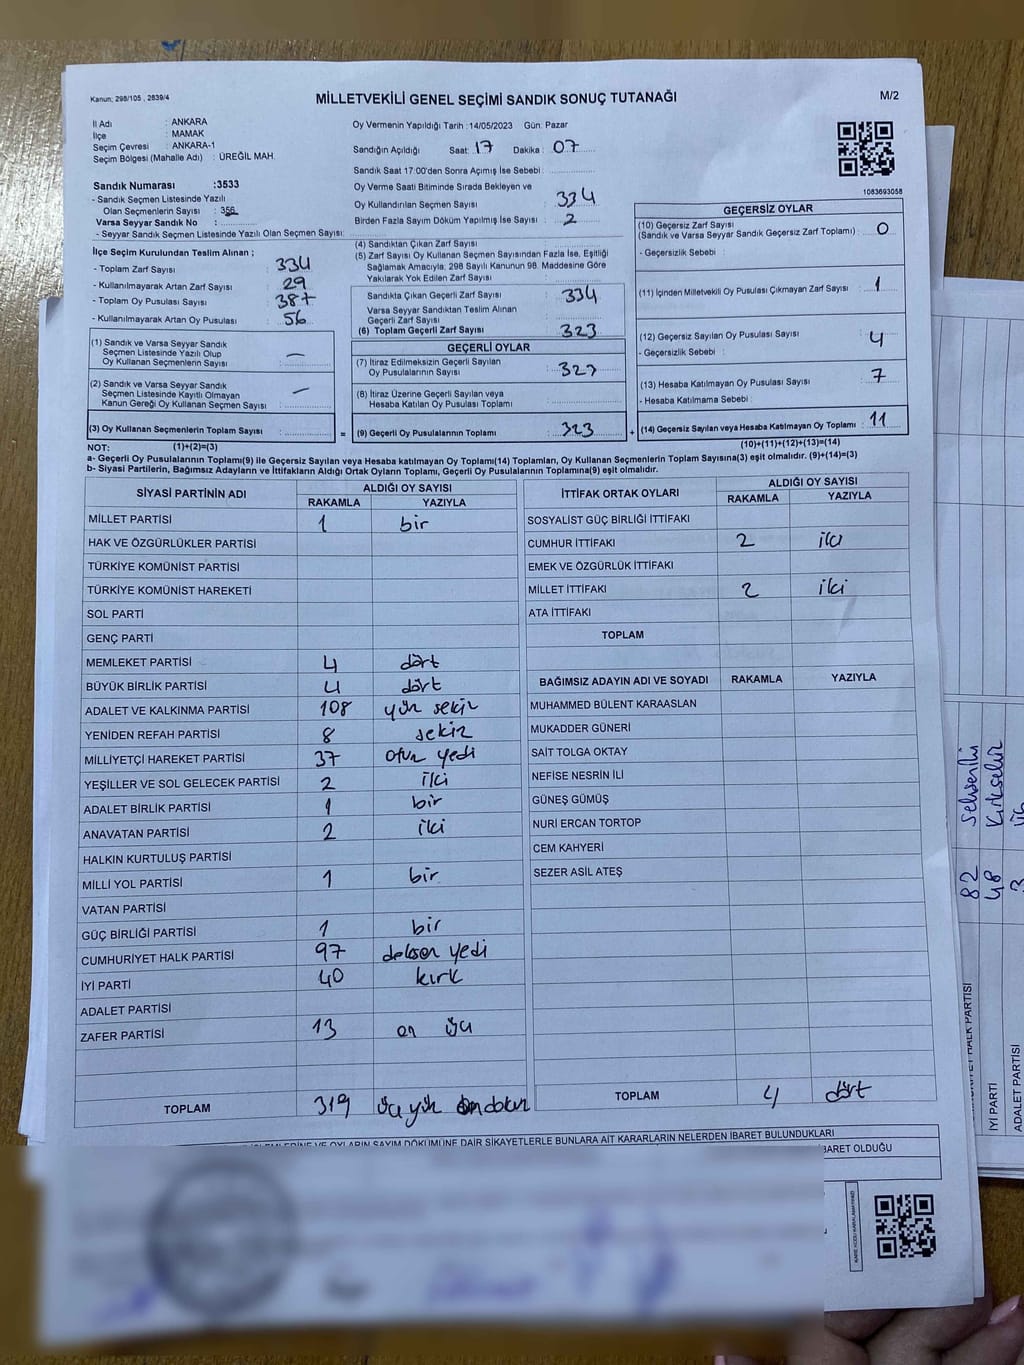 Kanun; 298/105 , 2839/4
MİLLETVEKİLİ GENEL SEÇİMİ SANDIK SONUÇ TUTANAĞI
M/2
İl Adı : ANKARA
İlçe : MAMAK
Seçim Çevresi : ANKARA-1
Seçim Bölgesi (Mahalle Adı) : ÜREĞİL MAH.
Sandık Numarası :3533
- Sandık Seçmen Listesinde Yazılı
Olan Seçmenlerin Sayısı : 356
Varsa Seyyar Sandık No :
- Seyyar Sandık Seçmen Listesinde Yazılı Olan Seçmen Sayısı:
Oy Vermenin Yapıldığı Tarih :14/05/2023 Gün: Pazar
Sandığın Açıldığı Saat: 17 Dakika : 07
Sandık Saat 17:00'den Sonra Açımış İse Sebebi :
Oy Verme Saati Bitiminde Sırada Bekleyen ve
Oy Kullandırılan Seçmen Sayısı : 334
Birden Fazla Sayım Döküm Yapılmış İse Sayısı : 2
1083693058
İlçe Seçim Kurulundan Teslim Alınan ;
- Toplam Zarf Sayısı : 334
- Kullanılmayarak Artan Zarf Sayısı : 29
- Toplam Oy Pusulası Sayısı : 387
- Kullanılmayarak Artan Oy Pusulası : 56
(1) Sandık ve Varsa Seyyar Sandık
Seçmen Listesinde Yazılı Olup
Oy Kullanan Seçmenlerin Sayısı : —
(2) Sandık ve Varsa Seyyar Sandık
Seçmen Listesinde Kayıtlı Olmayan
Kanun Gereği Oy Kullanan Seçmen Sayısı : —
(3) Oy Kullanan Seçmenlerin Toplam Sayısı :
(4) Sandıktan Çıkan Zarf Sayısı :
(5) Zarf Sayısı Oy Kullanan Seçmen Sayısından Fazla İse, Eşitliği
Sağlamak Amacıyla; 298 Sayılı Kanunun 98. Maddesine Göre
Yakılarak Yok Edilen Zarf Sayısı :
Sandıkta Çıkan Geçerli Zarf Sayısı : 334
Varsa Seyyar Sandıktan Teslim Alınan
Geçerli Zarf Sayısı :
(6) Toplam Geçerli Zarf Sayısı : 323
GEÇERLİ OYLAR
(7) İtiraz Edilmeksizin Geçerli Sayılan
Oy Pusulalarının Sayısı : 323
(8) İtiraz Üzerine Geçerli Sayılan veya
Hesaba Katılan Oy Pusulası Toplamı :
= (9) Geçerli Oy Pusulalarının Toplamı : 323 +
GEÇERSİZ OYLAR
(10) Geçersiz Zarf Sayısı
(Sandık ve Varsa Seyyar Sandık Geçersiz Zarf Toplamı) : 0
- Geçersizlik Sebebi :
(11) İçinden Milletvekili Oy Pusulası Çıkmayan Zarf Sayısı : 1
(12) Geçersiz Sayılan Oy Pusulası Sayısı : 4
- Geçersizlik Sebebi :
(13) Hesaba Katılmayan Oy Pusulası Sayısı : 7
- Hesaba Katılmama Sebebi :
(14) Geçersiz Sayılan veya Hesaba Katılmayan Oy Toplamı : 11
NOT: (1)+(2)=(3) (10)+(11)+(12)+(13)=(14)
a- Geçerli Oy Pusulalarının Toplamı(9) ile Geçersiz Sayılan veya Hesaba katılmayan Oy Toplamı(14) Toplamları, Oy Kullanan Seçmenlerin Toplam Sayısına(3) eşit olmalıdır. (9)+(14)=(3)
b- Siyasi Partilerin, Bağımsız Adayların ve İttifakların Aldığı Ortak Oyların Toplamı, Geçerli Oy Pusulalarının Toplamına(9) eşit olmalıdır.
SİYASİ PARTİNİN ADI ALDIĞI OY SAYISI
RAKAMLA YAZIYLA
MİLLET PARTİSİ 1 bir
HAK VE ÖZGÜRLÜKLER PARTİSİ
TÜRKİYE KOMÜNİST PARTİSİ
TÜRKİYE KOMÜNİST HAREKETİ
SOL PARTİ
GENÇ PARTİ
MEMLEKET PARTİSİ 4 dört
BÜYÜK BİRLİK PARTİSİ 4 dört
ADALET VE KALKINMA PARTİSİ 108 yüz sekiz
YENİDEN REFAH PARTİSİ 8 sekiz
MİLLİYETÇİ HAREKET PARTİSİ 37 otuz yedi
YEŞİLLER VE SOL GELECEK PARTİSİ 2 iki
ADALET BİRLİK PARTİSİ 1 bir
ANAVATAN PARTİSİ 2 iki
HALKIN KURTULUŞ PARTİSİ
MİLLİ YOL PARTİSİ 1 bir
VATAN PARTİSİ
GÜÇ BİRLİĞİ PARTİSİ 1 bir
CUMHURİYET HALK PARTİSİ 97 doksan yedi
İYİ PARTİ 40 kırk
ADALET PARTİSİ
ZAFER PARTİSİ 13 on üç
TOPLAM 319 üç yüz ondokuz
İTTİFAK ORTAK OYLARI ALDIĞI OY SAYISI
RAKAMLA YAZIYLA
SOSYALİST GÜÇ BİRLİĞİ İTTİFAKI
CUMHUR İTTİFAKI 2 iki
EMEK VE ÖZGÜRLÜK İTTİFAKI
MİLLET İTTİFAKI 2 iki
ATA İTTİFAKI
TOPLAM
BAĞIMSIZ ADAYIN ADI VE SOYADI RAKAMLA YAZIYLA
MUHAMMED BÜLENT KARAASLAN
MUKADDER GÜNERİ
SAİT TOLGA OKTAY
NEFİSE NESRİN İLİ
GÜNEŞ GÜMÜŞ
NURİ ERCAN TORTOP
CEM KAHYERİ
SEZER ASİL ATEŞ
TOPLAM 4 dört
İŞLEMLERİNE VE OYLARIN SAYIM DÖKÜMÜNE DAİR ŞİKAYETLERLE BUNLARA AİT KARARLARIN NELERDEN İBARET BULUNDUKLARI
İBARET OLDUĞU
HALK PARTİSİ 82 Sekseniki
İYİ PARTİ 48 Kırksekiz
ADALET PARTİSİ 3 üç